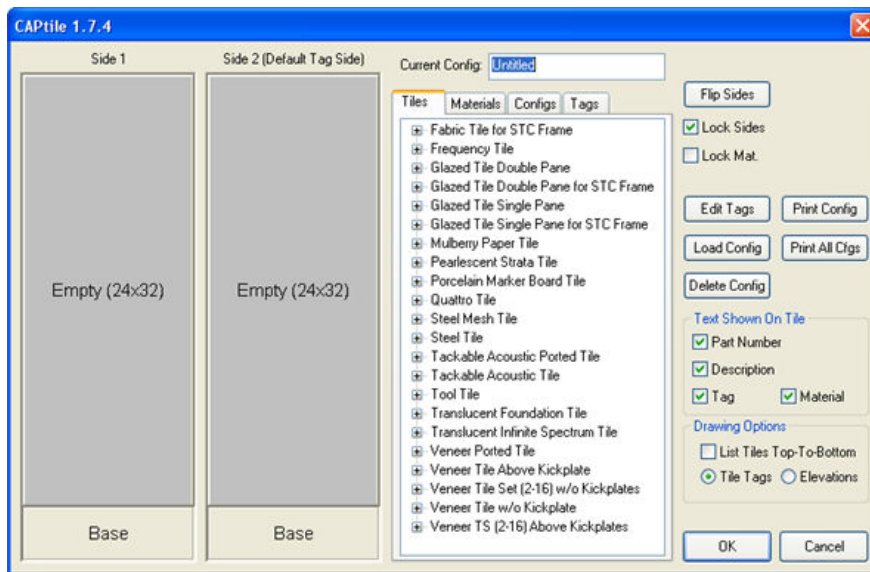 CAPtile 1.7.4
Side 1
Side 2 (Default Tag Side)
Empty (24x32)
Empty (24x32)
Base
Base
Current Config: Untitled
Tiles Materials Configs Tags
Fabric Tile for STC Frame
Frequency Tile
Glazed Tile Double Pane
Glazed Tile Double Pane for STC Frame
Glazed Tile Single Pane
Glazed Tile Single Pane for STC Frame
Mulberry Paper Tile
Pearlescent Strata Tile
Porcelain Marker Board Tile
Quattro Tile
Steel Mesh Tile
Steel Tile
Tackable Acoustic Ported Tile
Tackable Acoustic Tile
Tool Tile
Translucent Foundation Tile
Translucent Infinite Spectrum Tile
Veneer Ported Tile
Veneer Tile Above Kickplate
Veneer Tile Set (2-16) w/o Kickplates
Veneer Tile w/o Kickplate
Veneer TS (2-16) Above Kickplates
Flip Sides
Lock Sides
Lock Mat.
Edit Tags Print Config
Load Config Print All Cfgs
Delete Config
Text Shown On Tile
Part Number
Description
Tag Material
Drawing Options
List Tiles Top-To-Bottom
Tile Tags Elevations
OK Cancel